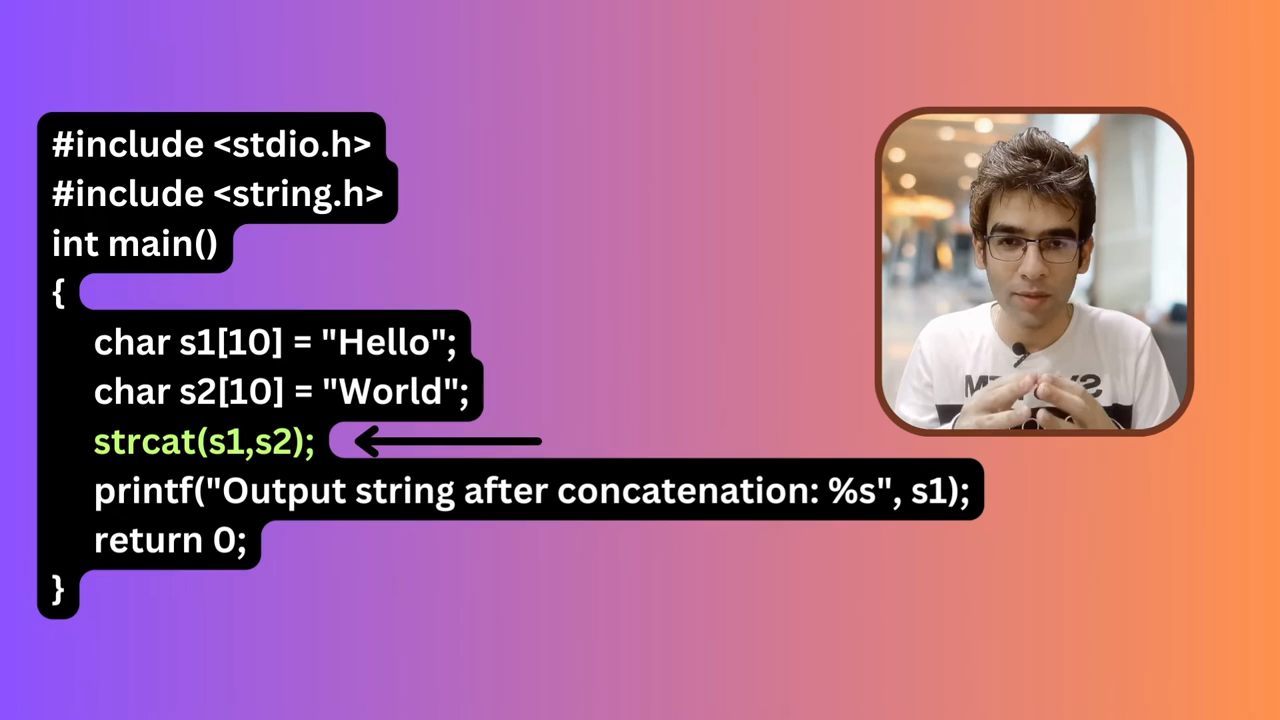 #include <stdio.h>
#include <string.h>
int main()
{
char s1[10] = "Hello";
char s2[10] = "World";
strcat(s1,s2);
printf("Output string after concatenation: %s", s1);
return 0;
}